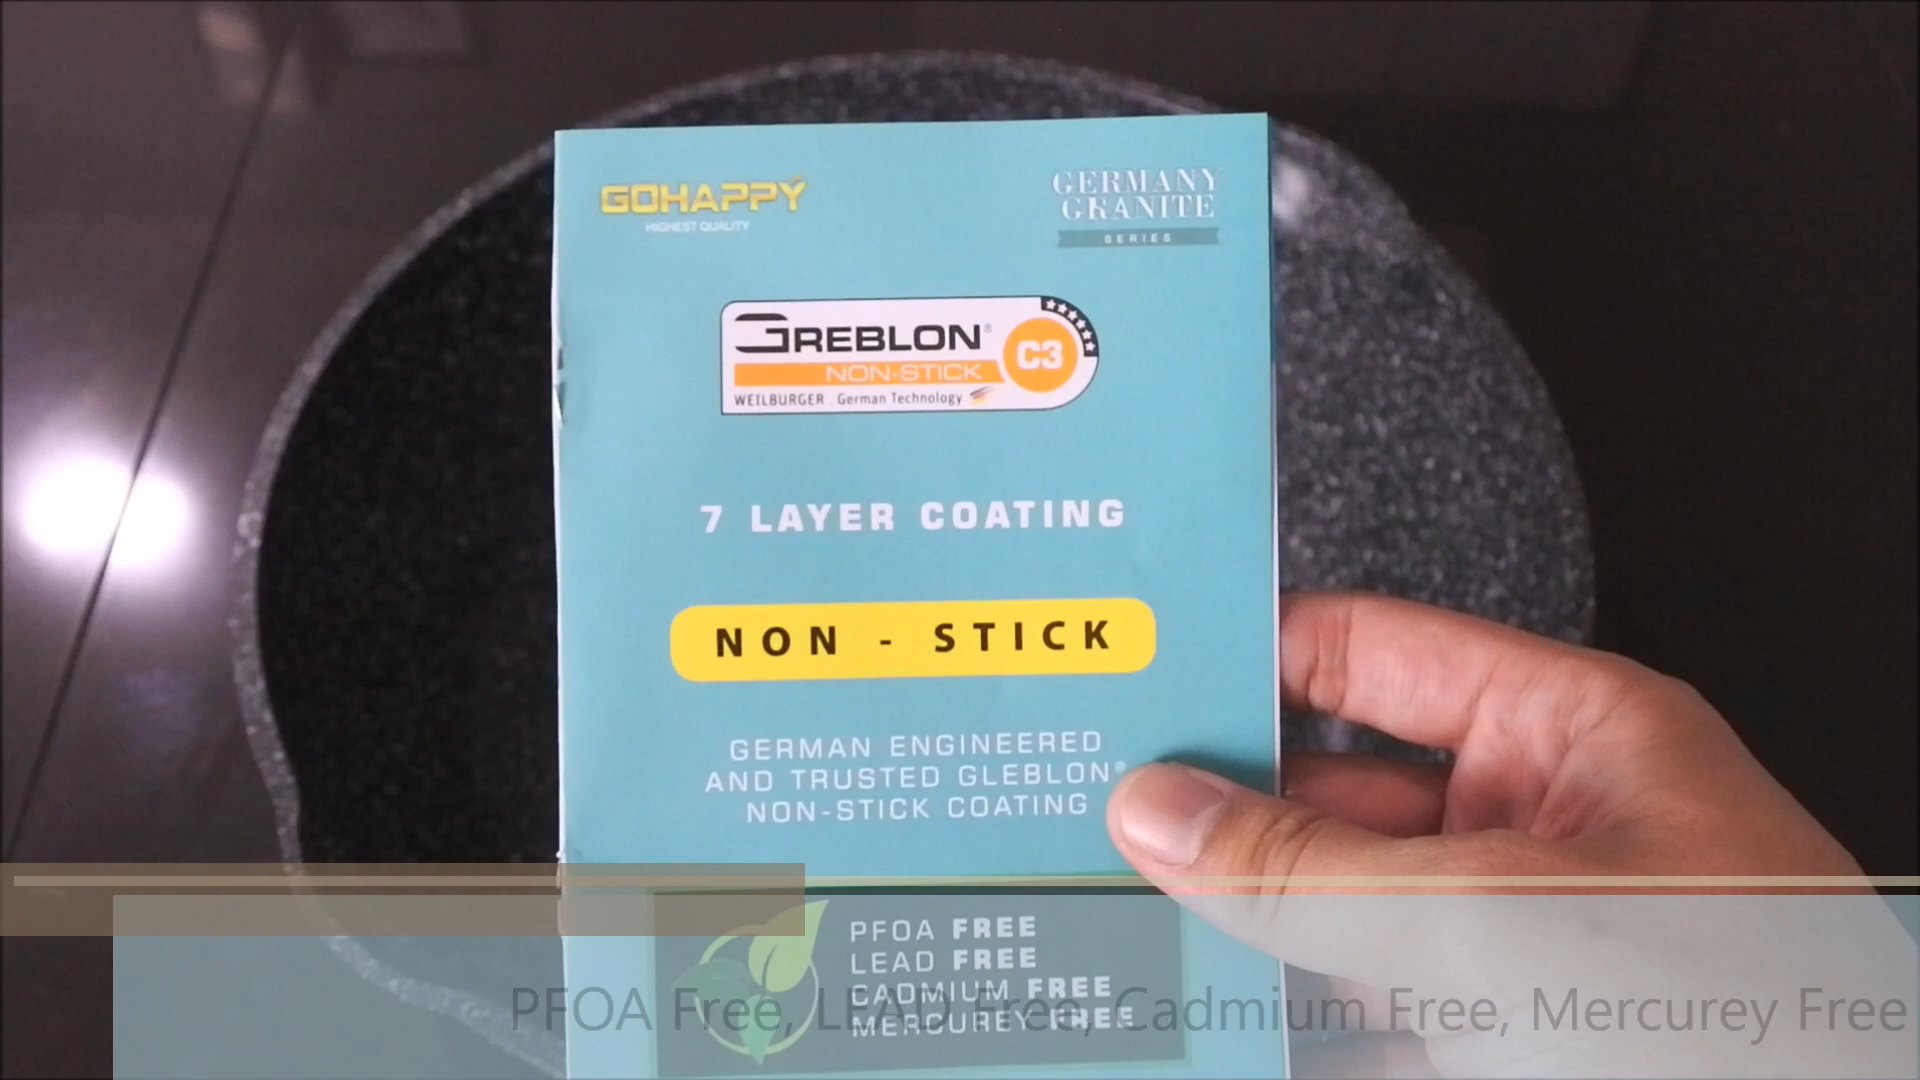 GOHAPPY
HIGHEST QUALITY
GERMANY
GRANITE
SERIES
GREBLON®
NON-STICK
C3
WEILBURGER . German Technology
7 LAYER COATING
NON - STICK
GERMAN ENGINEERED
AND TRUSTED GLEBLON®
NON-STICK COATING
PFOA FREE
LEAD FREE
CADMIUM FREE
MERCUREY FREE
PFOA Free, LEAD Free, Cadmium Free, Mercurey Free